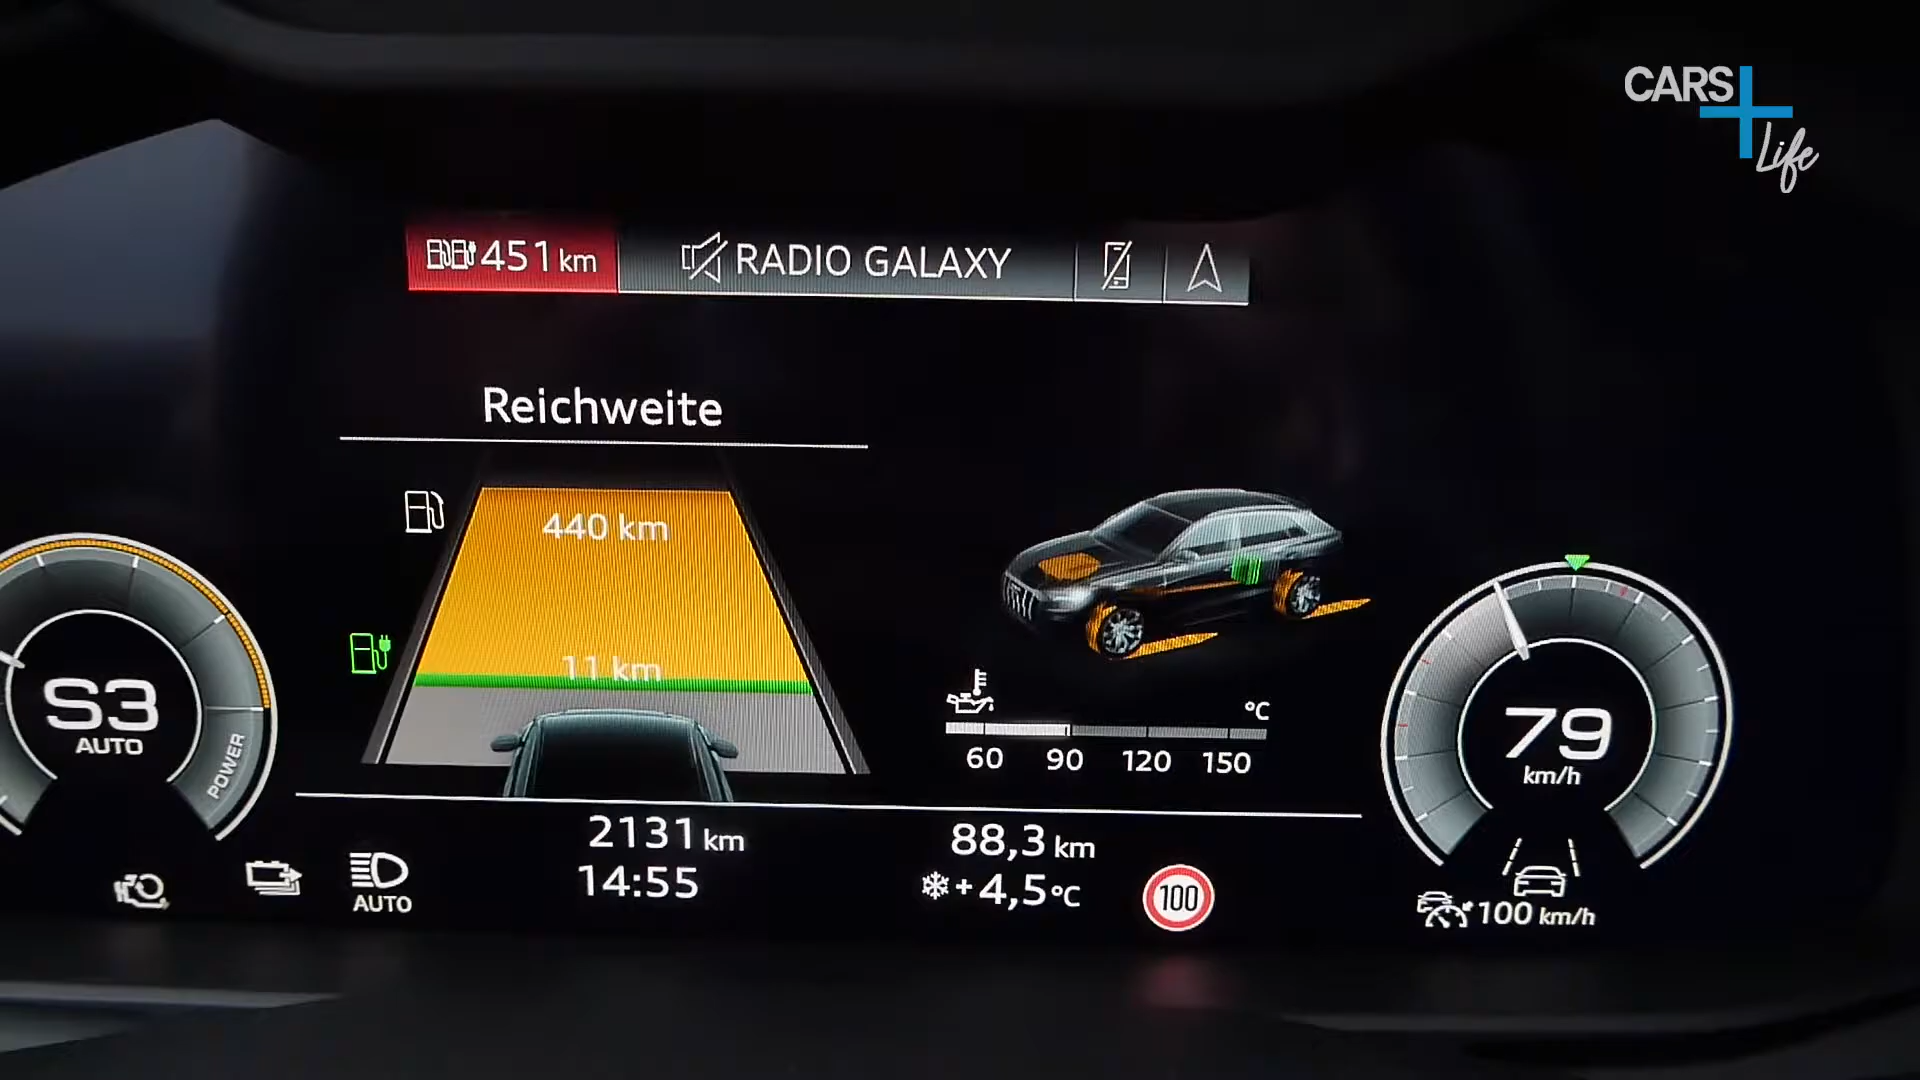 CARS
Life
451 km
RADIO GALAXY
Reichweite
440 km
11 km
S3
AUTO
POWER
°C
60 90 120 150
79
km/h
2131 km
88,3 km
AUTO
14:55
+4,5°C
100
100 km/h